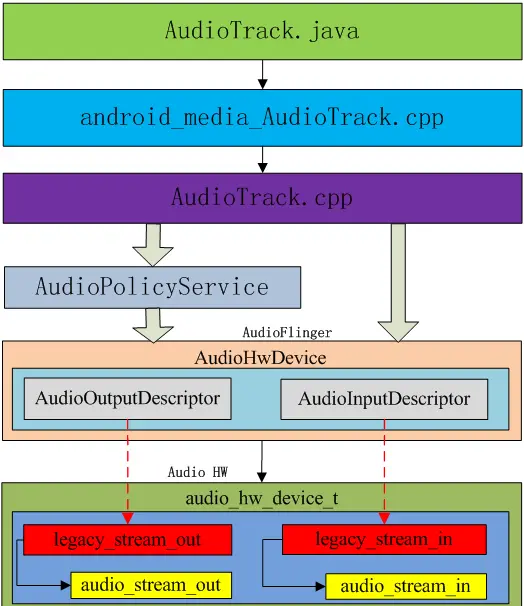 AudioTrack.java
android_media_AudioTrack.cpp
AudioTrack.cpp
AudioPolicyService
AudioFlinger
AudioHwDevice
AudioOutputDescriptor
AudioInputDescriptor
Audio HW
audio_hw_device_t
legacy_stream_out
legacy_stream_in
audio_stream_out
audio_stream_in